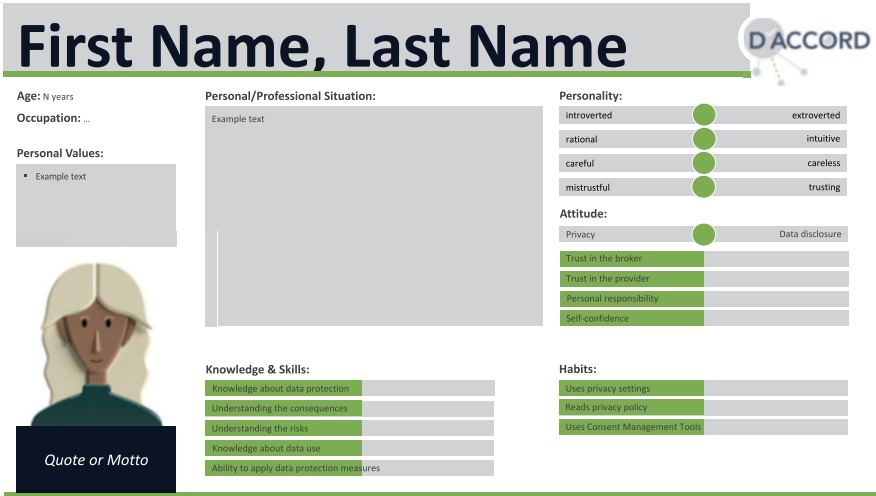 First Name, Last Name
D ACCORD
Age: N years
Occupation: ...
Personal Values:
▪ Example text
Quote or Motto
Personal/Professional Situation:
Example text
Knowledge & Skills:
Knowledge about data protection
Understanding the consequences
Understanding the risks
Knowledge about data use
Ability to apply data protection measures
Personality:
introverted extroverted
rational intuitive
careful careless
mistrustful trusting
Attitude:
Privacy Data disclosure
Trust in the broker
Trust in the provider
Personal responsibility
Self-confidence
Habits:
Uses privacy settings
Reads privacy policy
Uses Consent Management Tools